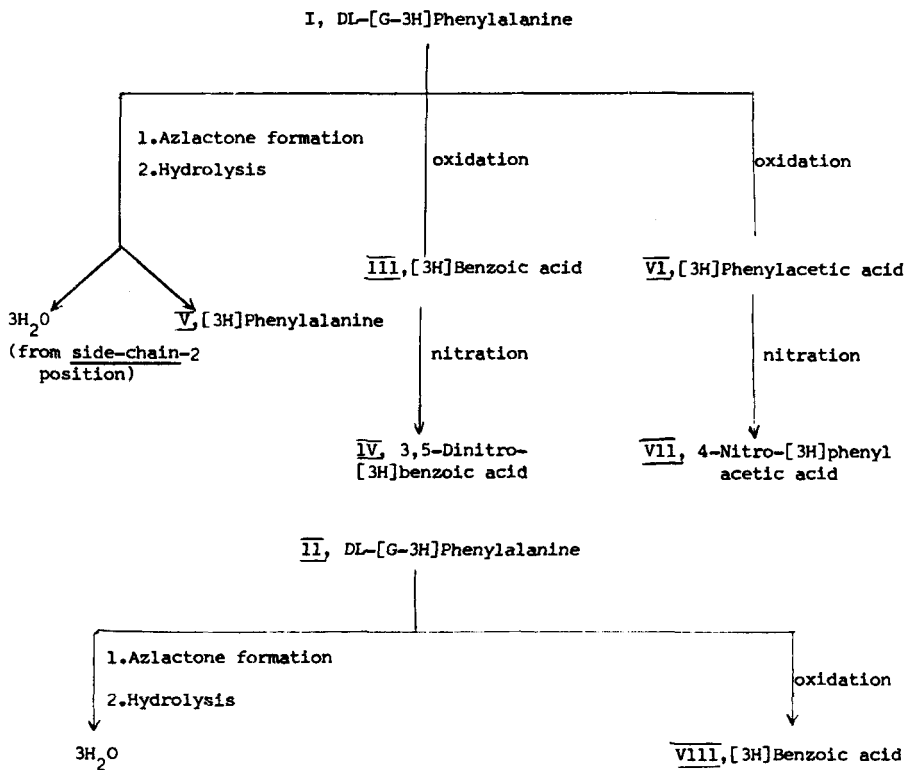 I, DL-[G-3H]Phenylalanine
1.Azlactone formation
2.Hydrolysis
oxidation
oxidation
III,[3H]Benzoic acid
VI,[3H]Phenylacetic acid
3H2O
V,[3H]Phenylalanine
(from side-chain-2
position)
nitration
nitration
IV, 3,5-Dinitro-
[3H]benzoic acid
VII, 4-Nitro-[3H]phenyl
acetic acid
II, DL-[G-3H]Phenylalanine
1.Azlactone formation
2.Hydrolysis
oxidation
3H2O
VIII,[3H]Benzoic acid